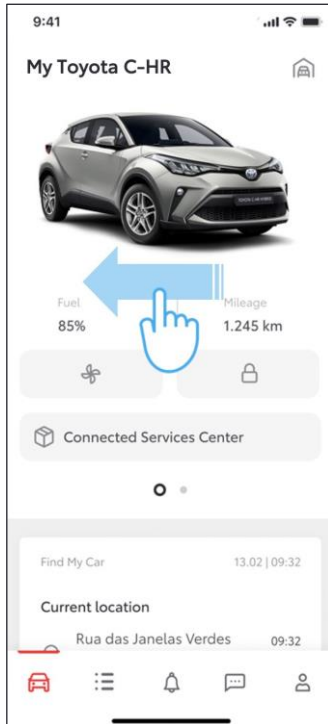 9:41
My Toyota C-HR
Fuel
Mileage
85%
1.245 km
Connected Services Center
Find My Car
13.02 | 09:32
Current location
Rua das Janelas Verdes
09:32